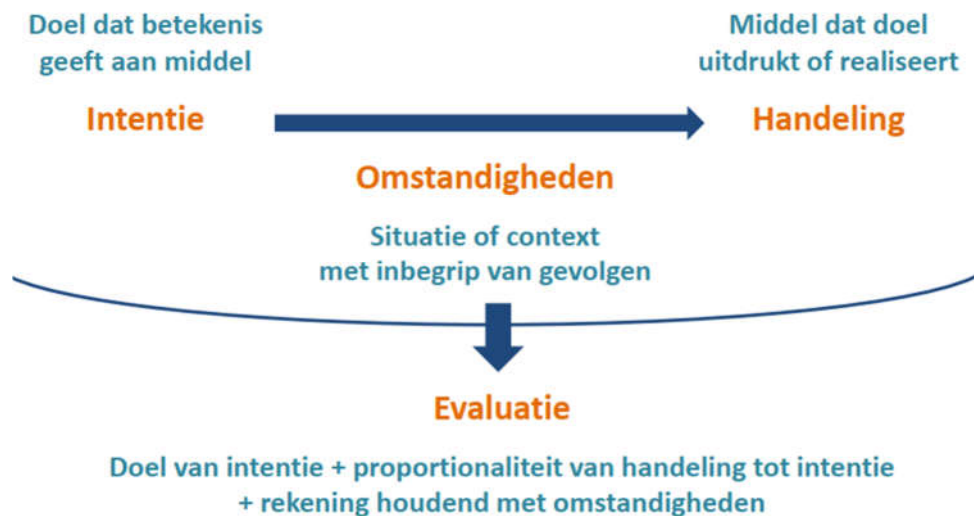 Doel dat betekenis
geeft aan middel
Intentie
Middel dat doel
uitdrukt of realiseert
Handeling
Omstandigheden
Situatie of context
met inbegrip van gevolgen
Evaluatie
Doel van intentie + proportionaliteit van handeling tot intentie
+ rekening houdend met omstandigheden